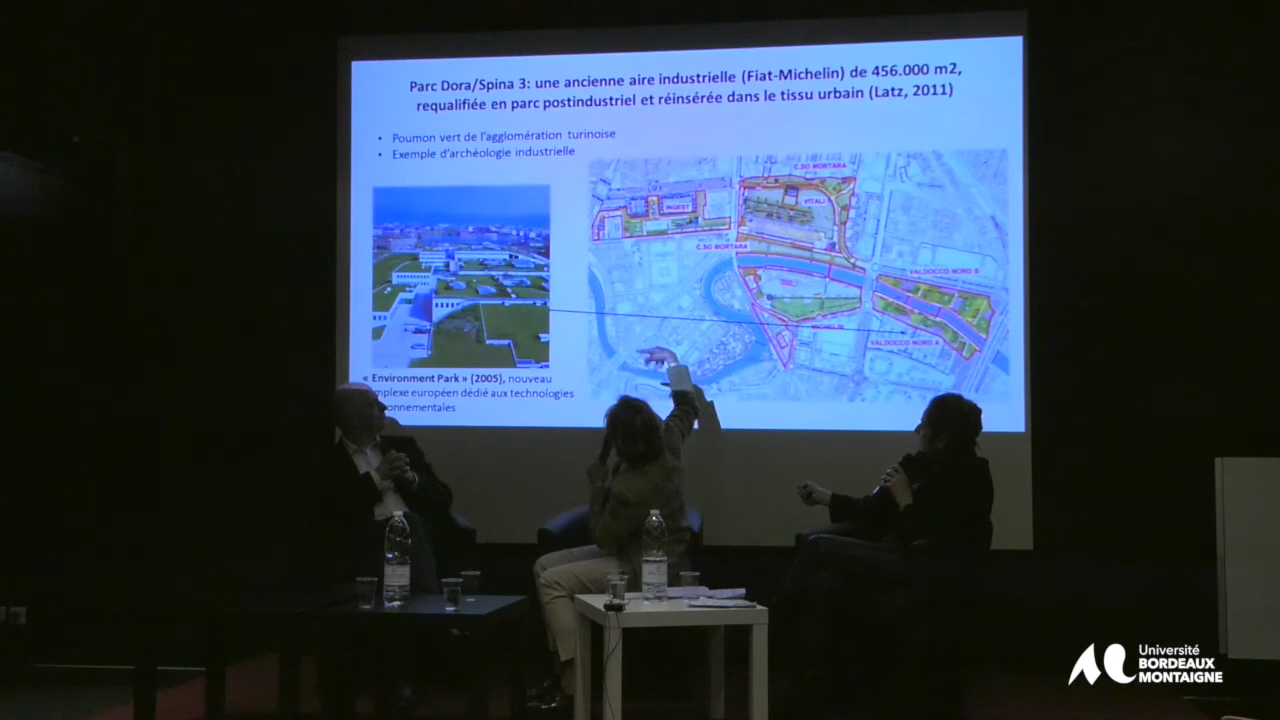 Parc Dora/Spina 3: une ancienne aire industrielle (Fiat-Michelin) de 456.000 m2,
requalifiée en parc postindustriel et réinsérée dans le tissu urbain (Latz, 2011)
• Poumon vert de l'agglomération turinoise
• Exemple d'archéologie industrielle
C.SO MORTARA
INGEST
VITALI
C.SO MORTARA
VALDOCCO NORD B
VALDOCCO NORD A
« Environment Park » (2005), nouveau
mplexe européen dédié aux technologies
onnementales
Université
BORDEAUX
MONTAIGNE